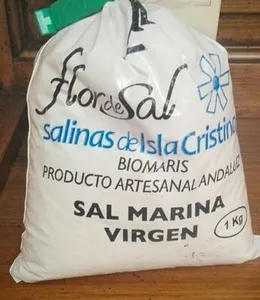 flor de Sal
salinas de Isla Cristina
BIOMARIS
PRODUCTO ARTESANAL ANDALUZ
SAL MARINA
1 Kg
VIRGEN